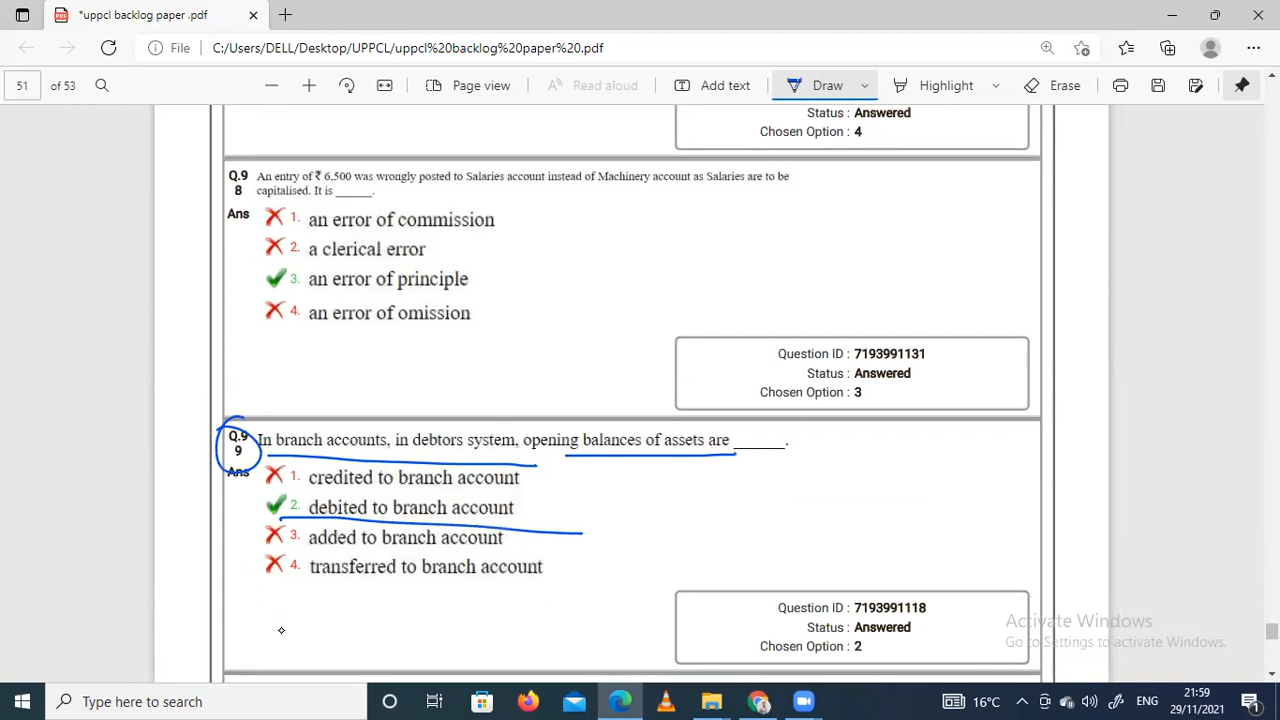 *uppcl backlog paper .pdf
File C:/Users/DELL/Desktop/UPPCL/uppcl%20backlog%20paper%20.pdf
51 of 53 Page view Read aloud Add text Draw Highlight Erase
Status : Answered
Chosen Option : 4
Q.9 An entry of ₹ 6,500 was wrongly posted to Salaries account instead of Machinery account as Salaries are to be
8 capitalised. It is ______.
Ans 1. an error of commission
2. a clerical error
3. an error of principle
4. an error of omission
Question ID : 7193991131
Status : Answered
Chosen Option : 3
Q.9 In branch accounts, in debtors system, opening balances of assets are ______.
9
Ans 1. credited to branch account
2. debited to branch account
3. added to branch account
4. transferred to branch account
Question ID : 7193991118
Status : Answered
Chosen Option : 2
Activate Windows
Go to Settings to activate Windows.
Type here to search 16°C ENG 21:59
29/11/2021 1